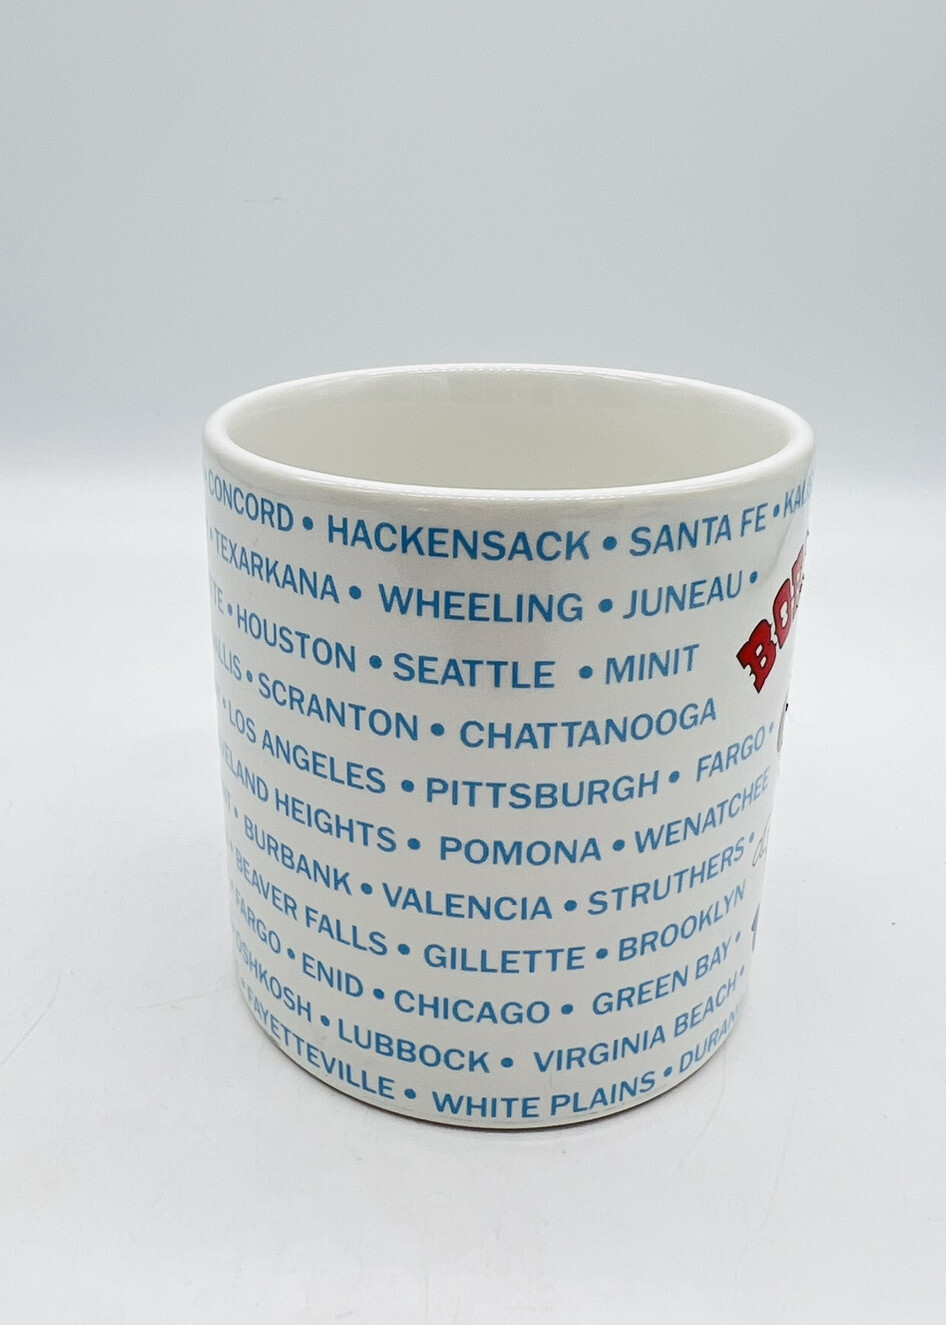 • CONCORD • HACKENSACK • SANTA FE •
• TEXARKANA • WHEELING • JUNEAU •
• HOUSTON • SEATTLE • MINIT
• SCRANTON • CHATTANOOGA
• LOS ANGELES • PITTSBURGH • FARGO •
HEIGHTS • POMONA • WENATCHEE
• BURBANK • VALENCIA • STRUTHERS •
• BEAVER FALLS • GILLETTE • BROOKLYN
• FARGO • ENID • CHICAGO • GREEN BAY •
OSHKOSH • LUBBOCK • VIRGINIA BEACH •
• FAYETTEVILLE • WHITE PLAINS •